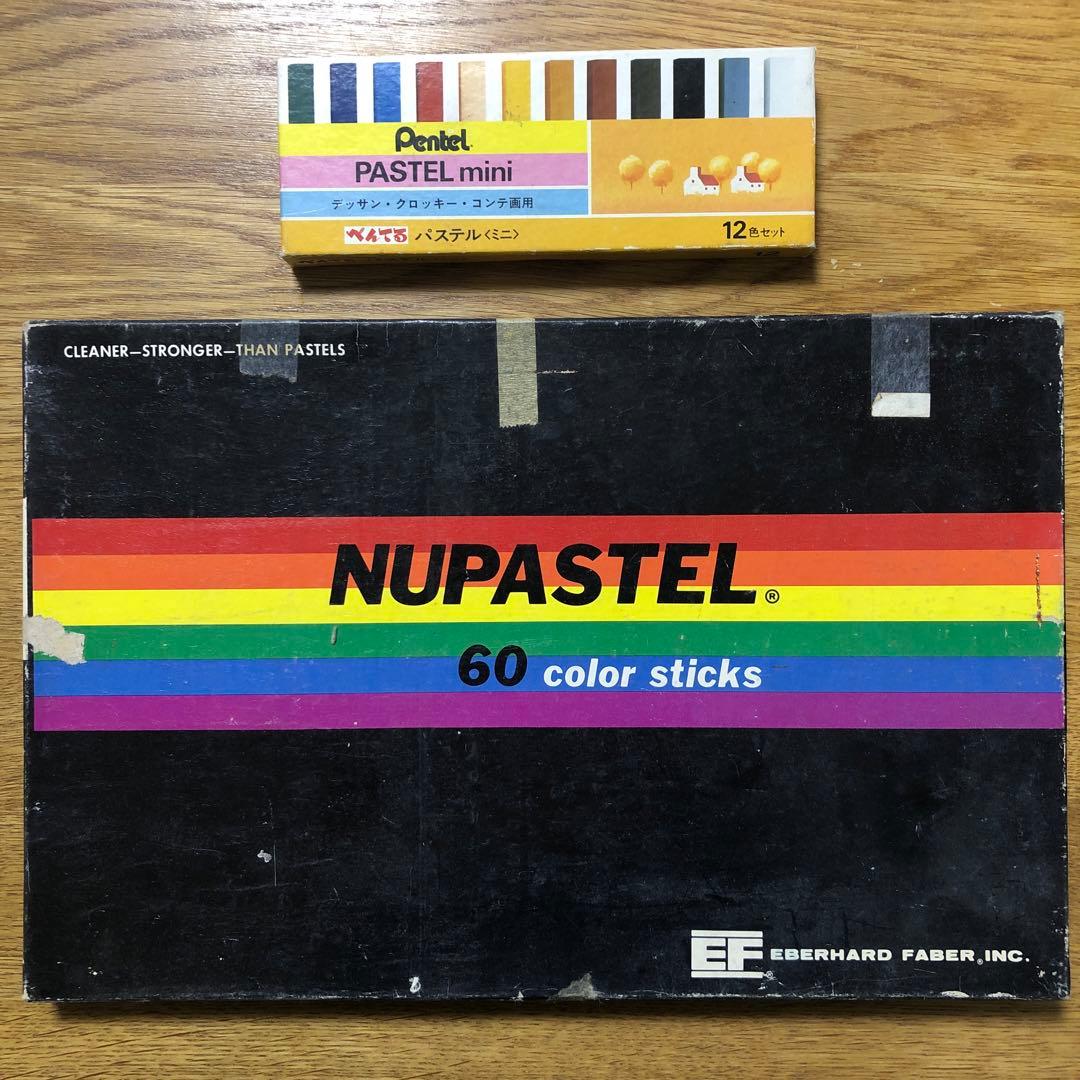 Pentel
PASTEL mini
デッサン・クロッキー・コンテ画用
ぺんてる パステル〈ミニ〉
12色セット
12
CLEANER—STRONGER—THAN PASTELS
NUPASTEL®
60 color sticks
EF® EBERHARD FABER, INC.